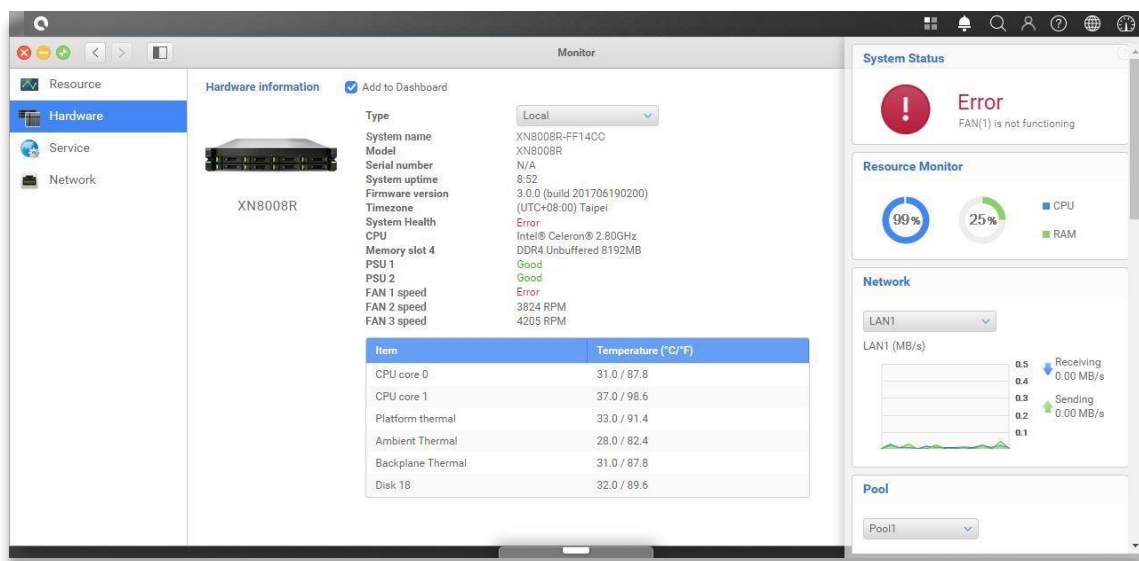 Monitor
Resource
Hardware
Service
Network
Hardware information
Add to Dashboard
XN8008R
Type Local
System name XN8008R-FF14CC
Model XN8008R
Serial number N/A
System uptime 8:52
Firmware version 3.0.0 (build 201706190200)
Timezone (UTC+08:00) Taipei
System Health Error
CPU Intel® Celeron® 2.80GHz
Memory slot 4 DDR4 Unbuffered 8192MB
PSU 1 Good
PSU 2 Good
FAN 1 speed Error
FAN 2 speed 3824 RPM
FAN 3 speed 4205 RPM
Item Temperature (°C/°F)
CPU core 0 31.0 / 87.8
CPU core 1 37.0 / 98.6
Platform thermal 33.0 / 91.4
Ambient Thermal 28.0 / 82.4
Backplane Thermal 31.0 / 87.8
Disk 18 32.0 / 89.6
System Status
Error
FAN(1) is not functioning
Resource Monitor
99%
25%
CPU
RAM
Network
LAN1
LAN1 (MB/s)
0.5
0.4
0.3
0.2
0.1
Receiving
0.00 MB/s
Sending
0.00 MB/s
Pool
Pool1